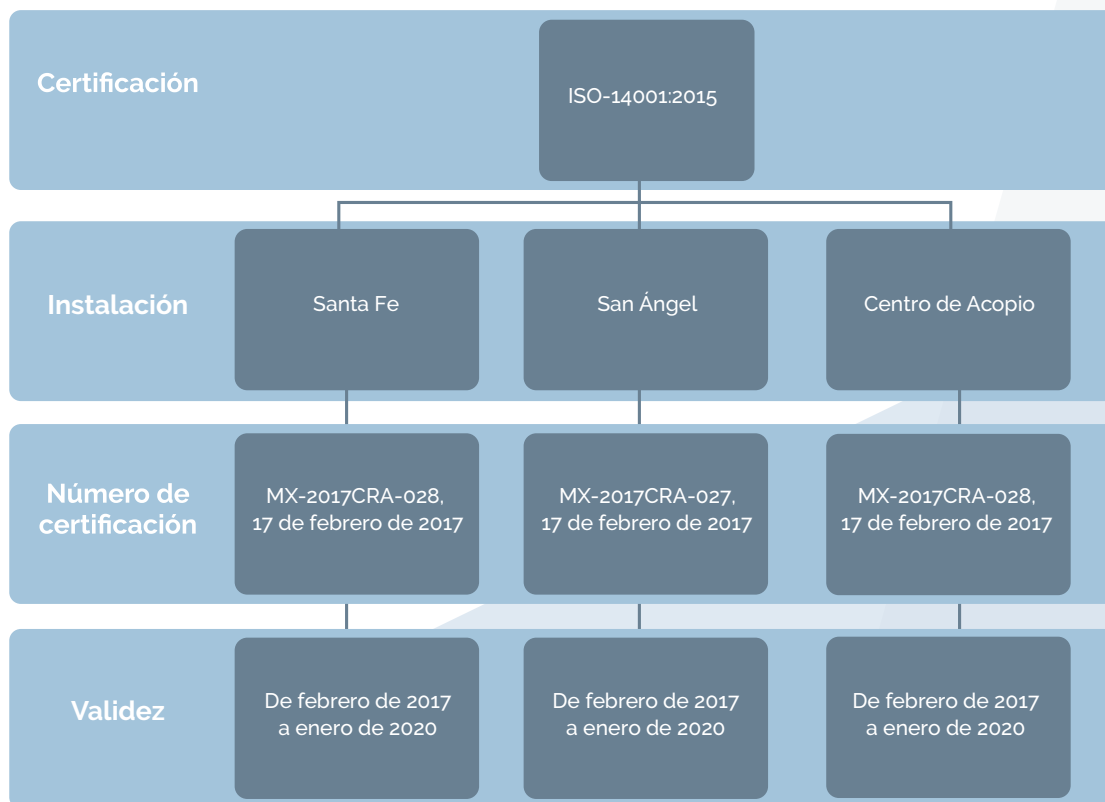 Certificación
ISO-14001:2015
Instalación
Santa Fe
San Ángel
Centro de Acopio
Número de
certificación
MX-2017CRA-028,
17 de febrero de 2017
MX-2017CRA-027,
17 de febrero de 2017
MX-2017CRA-028,
17 de febrero de 2017
Validez
De febrero de 2017
a enero de 2020
De febrero de 2017
a enero de 2020
De febrero de 2017
a enero de 2020